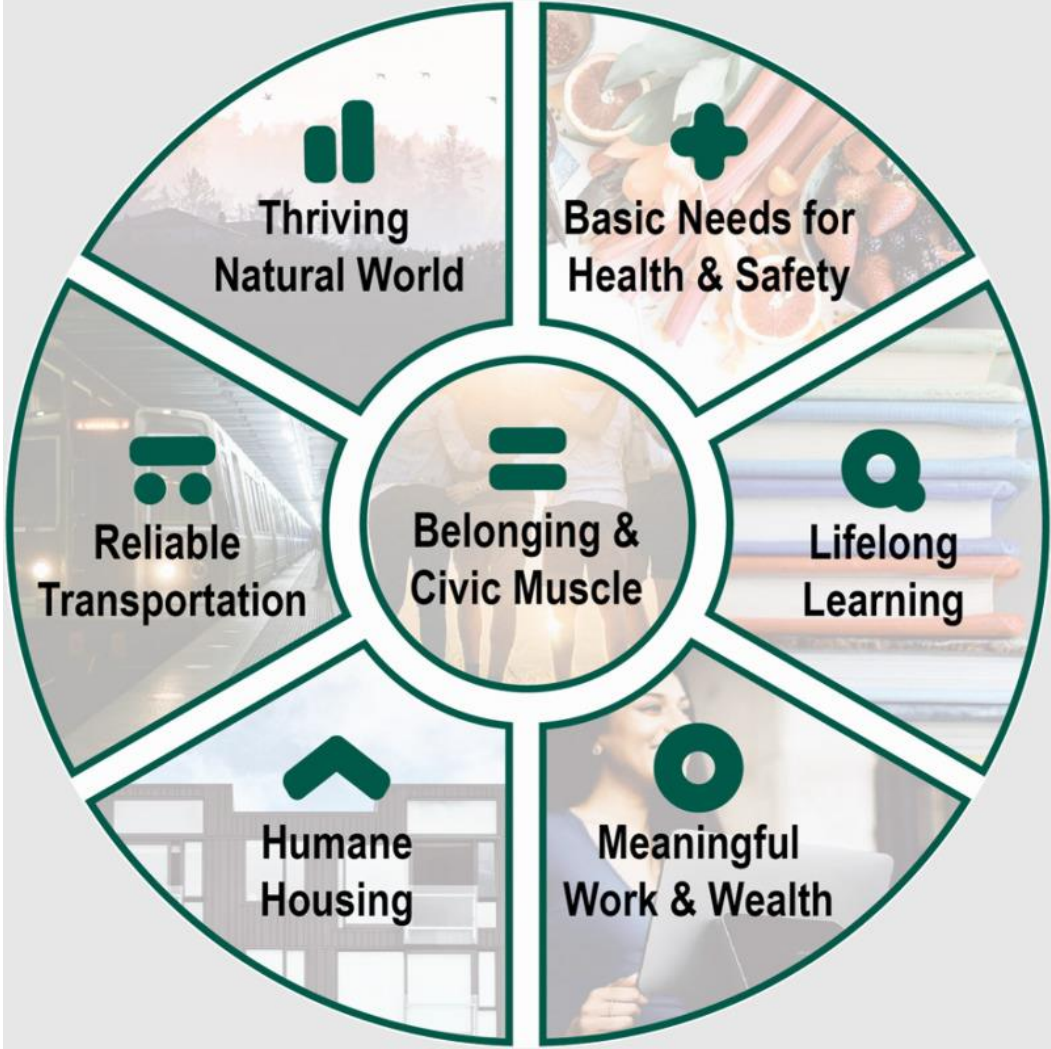 Thriving
Natural World
Basic Needs for
Health & Safety
Reliable
Transportation
Belonging &
Civic Muscle
Lifelong
Learning
Humane
Housing
Meaningful
Work & Wealth